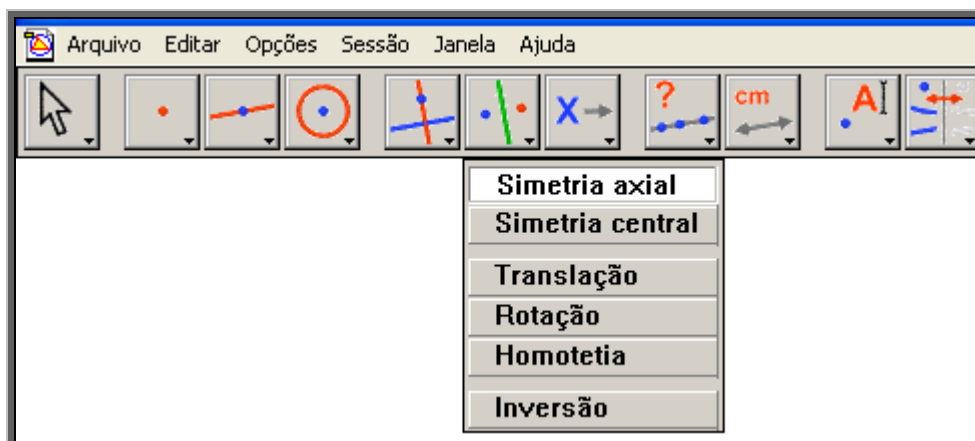 Arquivo Editar Opções Sessão Janela Ajuda
X ? cm A
Simetria axial
Simetria central
Translação
Rotação
Homotetia
Inversão